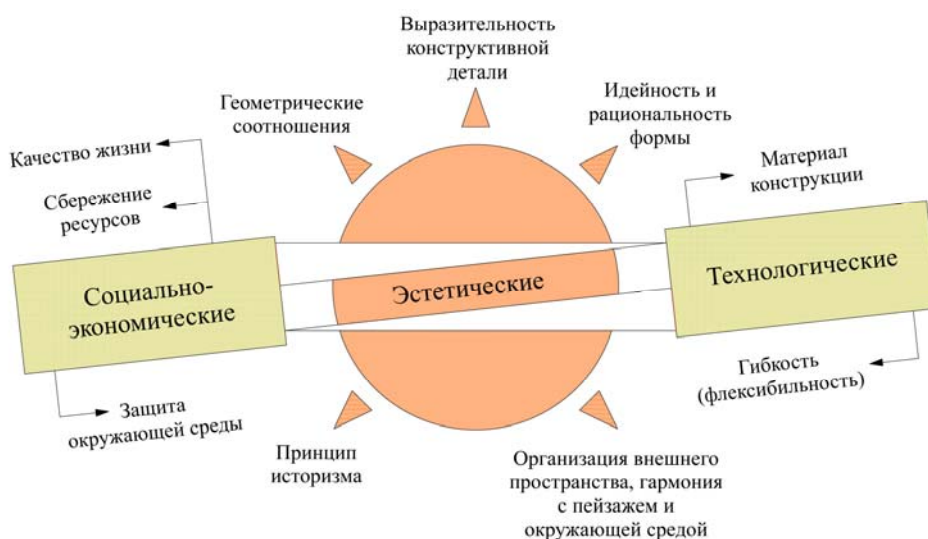 Выразительность
конструктивной
детали
Геометрические
соотношения
Идейность и
рациональность
формы
Качество жизни
Сбережение
ресурсов
Материал
конструкции
Социально-
экономические
Эстетические
Технологические
Защита
окружающей среды
Гибкость
(флексибильность)
Принцип
историзма
Организация внешнего
пространства, гармония
с пейзажем и
окружающей средой